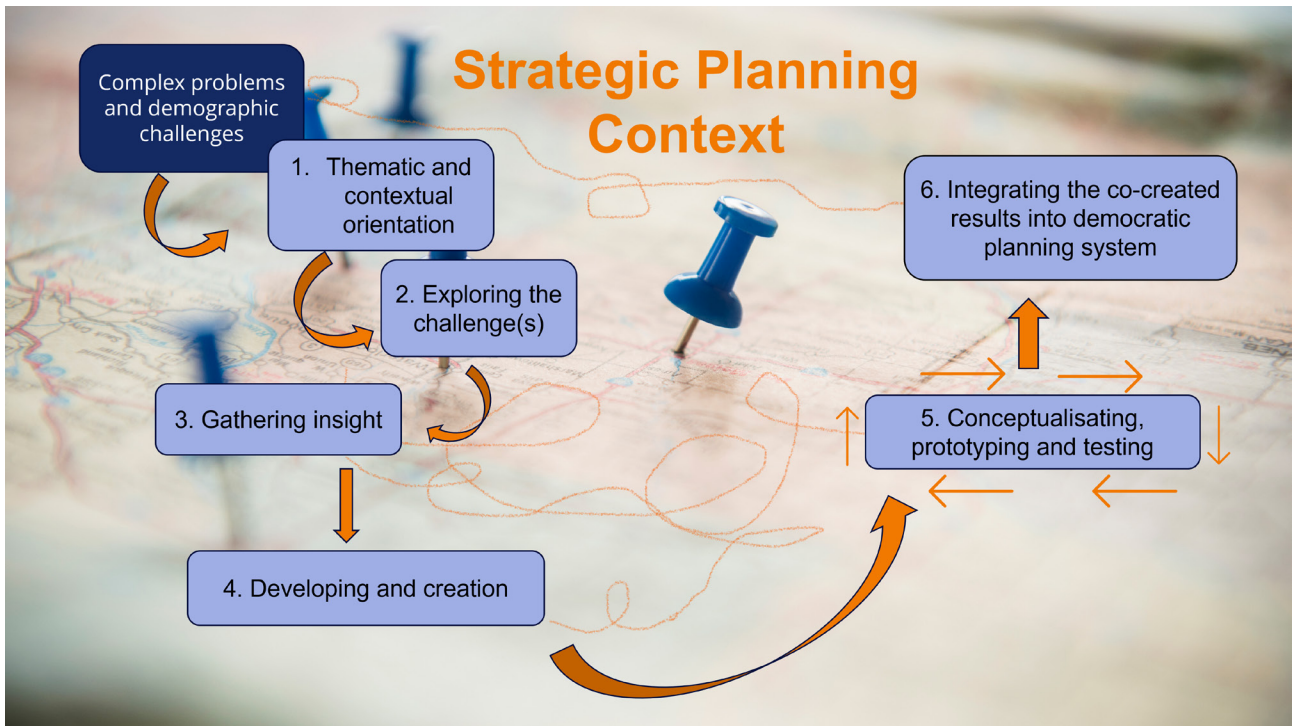 Strategic Planning
Context
Complex problems
and demographic
challenges
1. Thematic and
contextual
orientation
2. Exploring the
challenge(s)
3. Gathering insight
4. Developing and creation
5. Conceptualisating,
prototyping and testing
6. Integrating the co-created
results into democratic
planning system